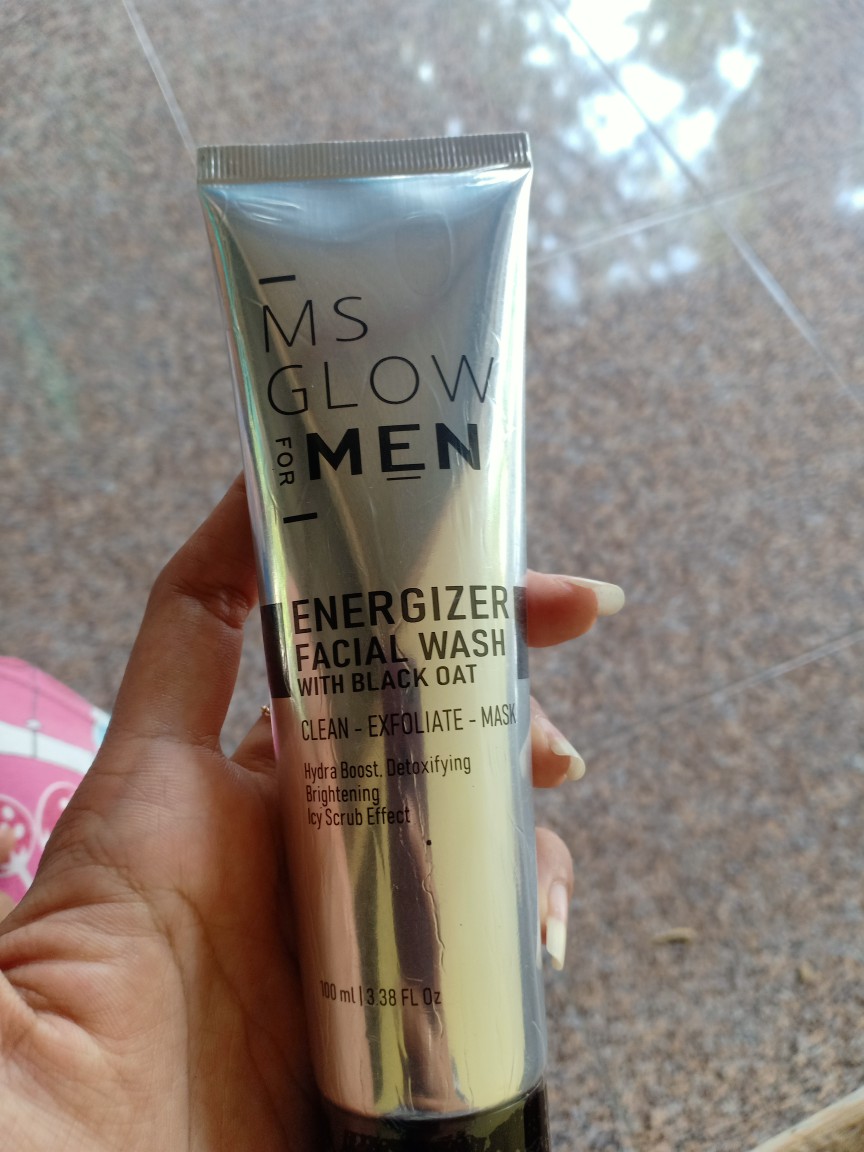 MS
GLOW
FOR MEN
ENERGIZER
FACIAL WASH
WITH BLACK OAT
CLEAN - EXFOLIATE - MASK
Hydra Boost, Detoxifying
Brightening
Icy Scrub Effect
100 ml | 3.38 FL Oz